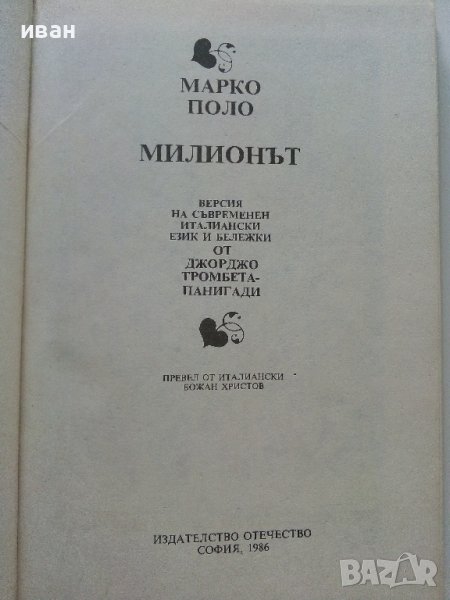 иван
МАРКО
ПОЛО
МИЛИОНЪТ
ВЕРСИЯ
НА СЪВРЕМЕНЕН
ИТАЛИАНСКИ
ЕЗИК И БЕЛЕЖКИ
ОТ
ДЖОРДЖО
ТРОМБЕТА-
ПАНИГАДИ
ПРЕВЕЛ ОТ ИТАЛИАНСКИ
БОЖАН ХРИСТОВ
ИЗДАТЕЛСТВО ОТЕЧЕСТВО
СОФИЯ, 1986
BAZAR